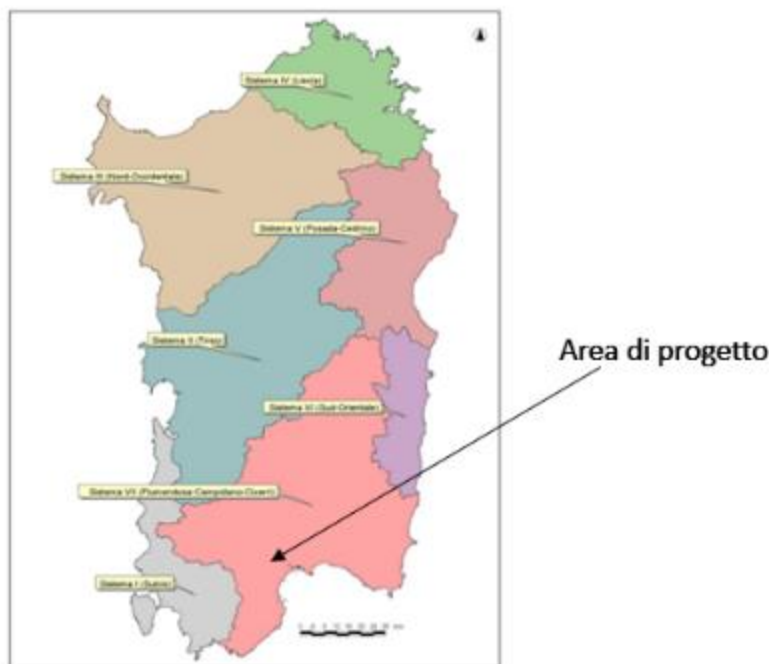 Sistema IV (Liscia)
Sistema III (Nord-Occidentale)
Sistema V (Posada-Cedrino)
Sistema II (Tirso)
Area di progetto
Sistema VI (Sud-Orientale)
Sistema VII (Flumendosa-Campidano-Cixerri)
Sistema I (Sulcis)